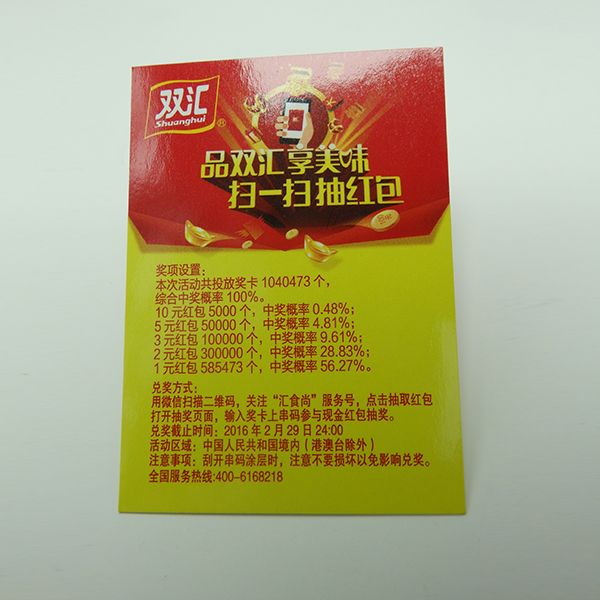 双汇
Shuanghui
®
品双汇享美味
扫一扫抽红包
奖项设置：
本次活动共投放奖卡 1040473 个，
综合中奖概率 100%。
10 元红包 5000 个，中奖概率 0.48%；
5 元红包 50000 个，中奖概率 4.81%；
3 元红包 100000 个，中奖概率 9.61%；
2 元红包 300000 个，中奖概率 28.83%；
1 元红包 585473 个，中奖概率 56.27%。
兑奖方式：
用微信扫描二维码，关注“汇食尚”服务号，点击抽取红包
打开抽奖页面，输入奖卡上串码参与现金红包抽奖。
兑奖截止时间：2016 年 2 月 29 日 24:00
活动区域：中国人民共和国境内（港澳台除外）
注意事项：刮开串码涂层时，注意不要损坏以免影响兑奖。
全国服务热线:400-6168218